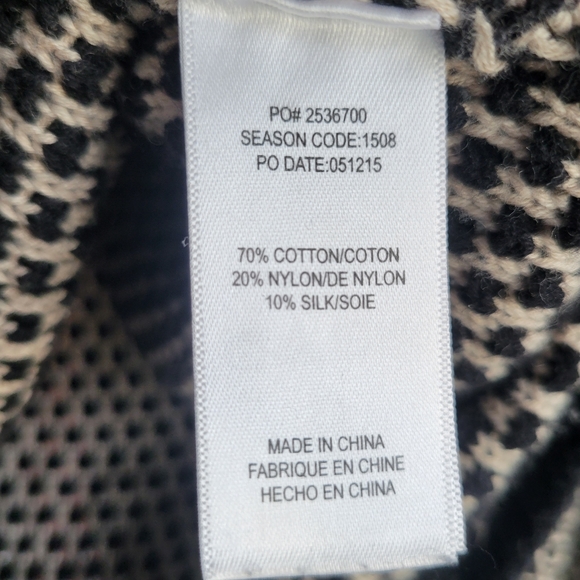 PO# 2536700
SEASON CODE:1508
PO DATE:051215
70% COTTON/COTON
20% NYLON/DE NYLON
10% SILK/SOIE
MADE IN CHINA
FABRIQUE EN CHINE
HECHO EN CHINA